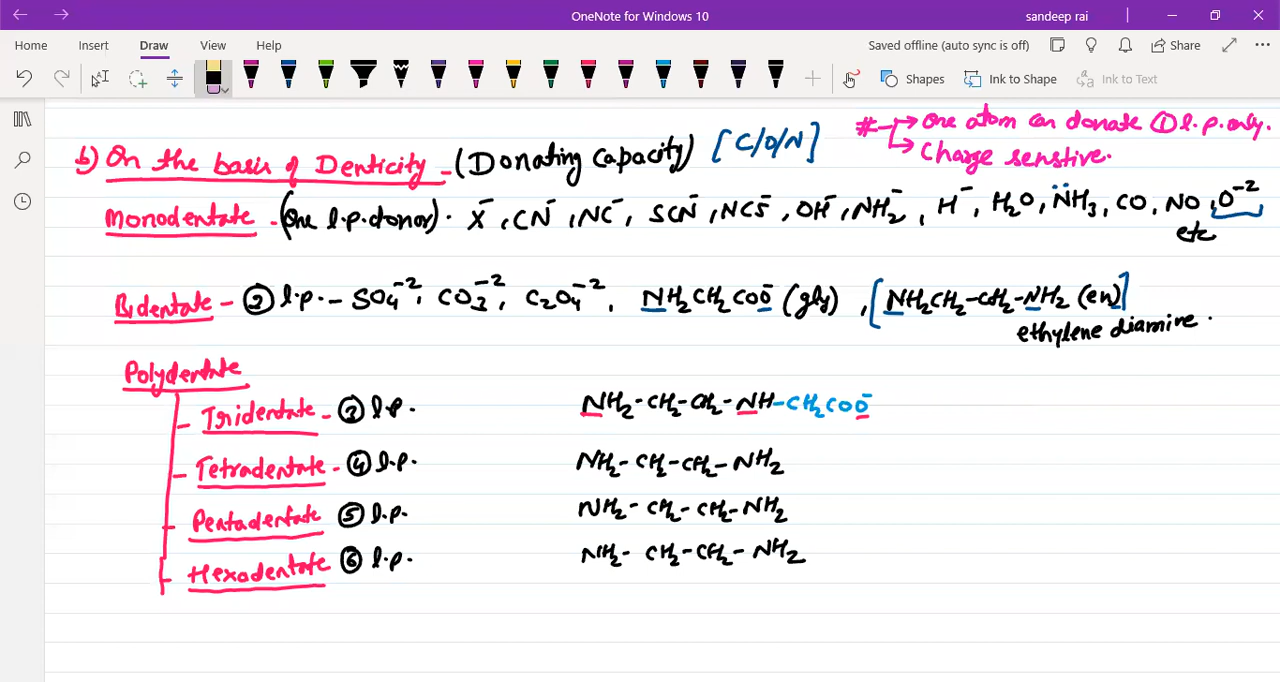 OneNote for Windows 10
sandeep rai
Home Insert Draw View Help
Saved offline (auto sync is off) Share
Shapes Ink to Shape Ink to Text
# → One atom can donate ① l.p. only.
→ Charge senstive.
b) On the basis of Denticity - (Donating Capacity) [C/O/N]
Monodentate - (One l.p. donor) · X⁻, CN⁻, NC⁻, SCN⁻, NCS⁻, OH⁻, NH₂⁻, H⁻, H₂O, N̈H₃, CO, NO, O⁻²
etc
Bidentate - ② l.p. - SO₄⁻², CO₃⁻², C₂O₄⁻², NH₂CH₂COO⁻ (gly), [NH₂CH₂-CH₂-NH₂ (en)]
ethylene diamine.
Polydentate
Tridentate - ③ l.p. NH₂-CH₂-CH₂-NH-CH₂COO⁻
Tetradentate - ④ l.p. NH₂-CH₂-CH₂-NH₂
Pentadentate ⑤ l.p. NH₂-CH₂-CH₂-NH₂
Hexadentate ⑥ l.p. NH₂-CH₂-CH₂-NH₂